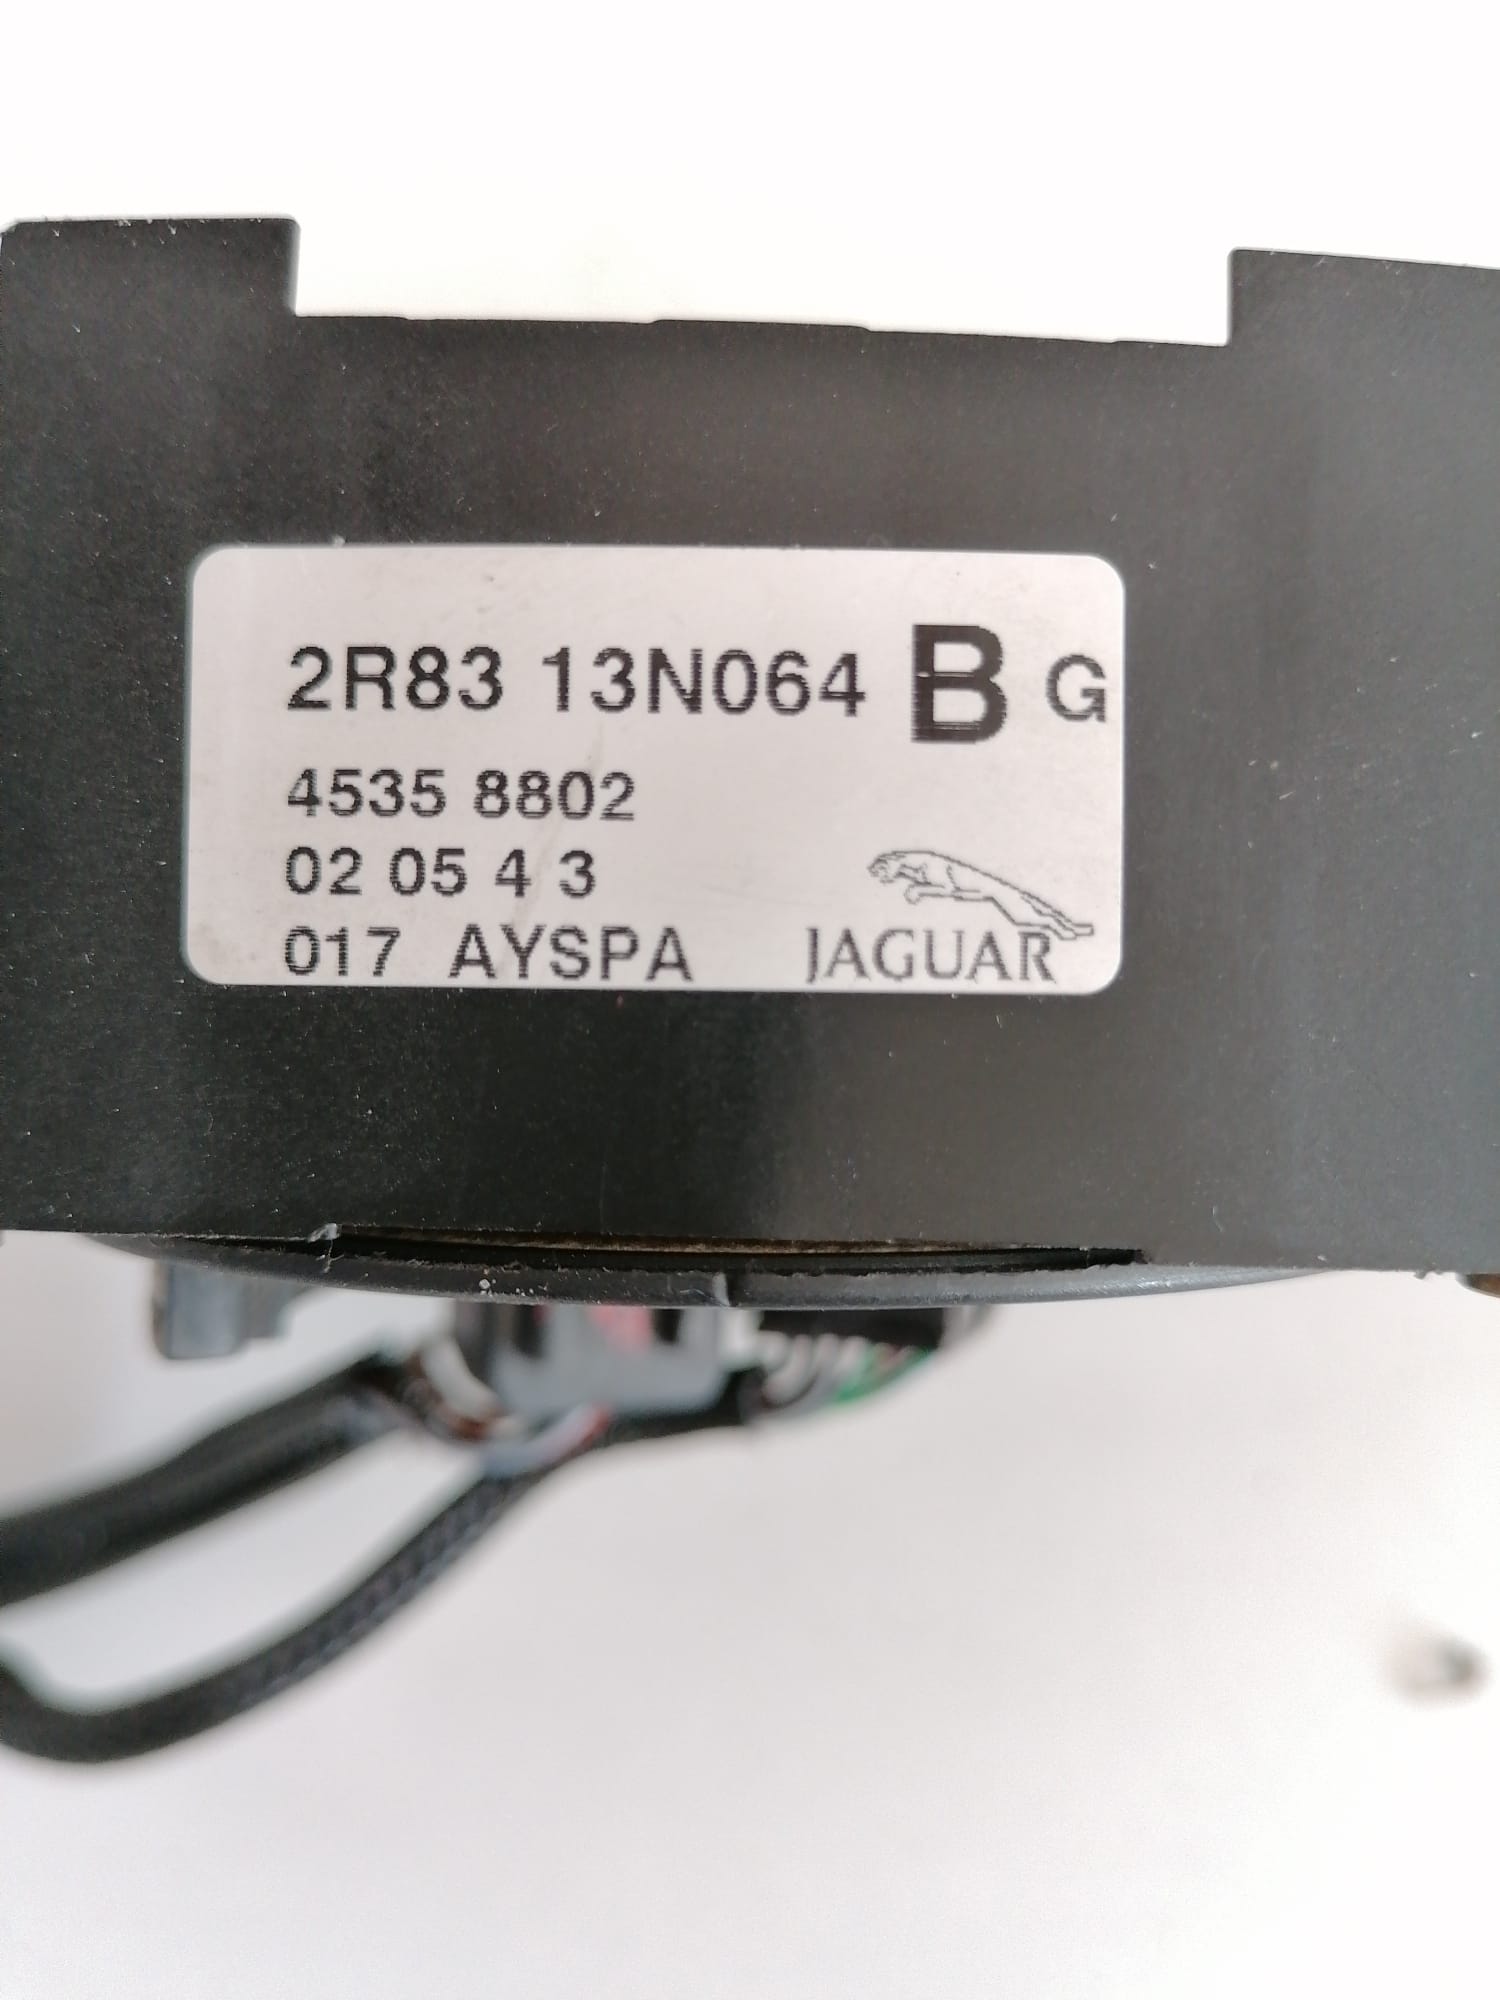 2R83 13N064 B G
4535 8802
02 05 4 3
017 AYSPA JAGUAR